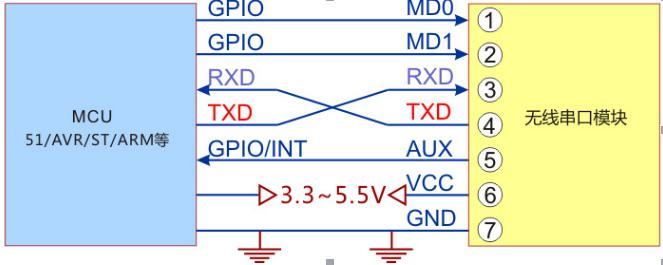 GPIO MD0 ①
GPIO MD1 ②
RXD RXD ③
MCU
51/AVR/ST/ARM等
TXD TXD ④
无线串口模块
GPIO/INT AUX ⑤
3.3~5.5V VCC ⑥
GND ⑦